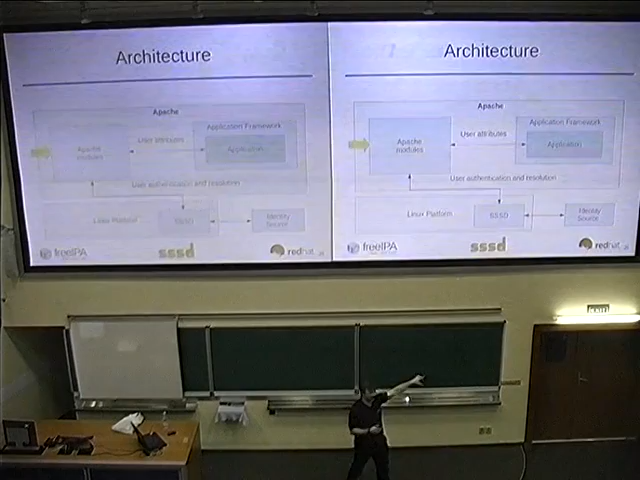 Architecture
Apache
Apache
modules
User attributes
Application Framework
Application
User authentication and resolution
Linux Platform
SSSD
Identity
Source
freeIPA
sssd
redhat
Architecture
Apache
Apache
modules
User attributes
Application Framework
Application
User authentication and resolution
Linux Platform
SSSD
Identity
Source
freeIPA
sssd
redhat
EXIT